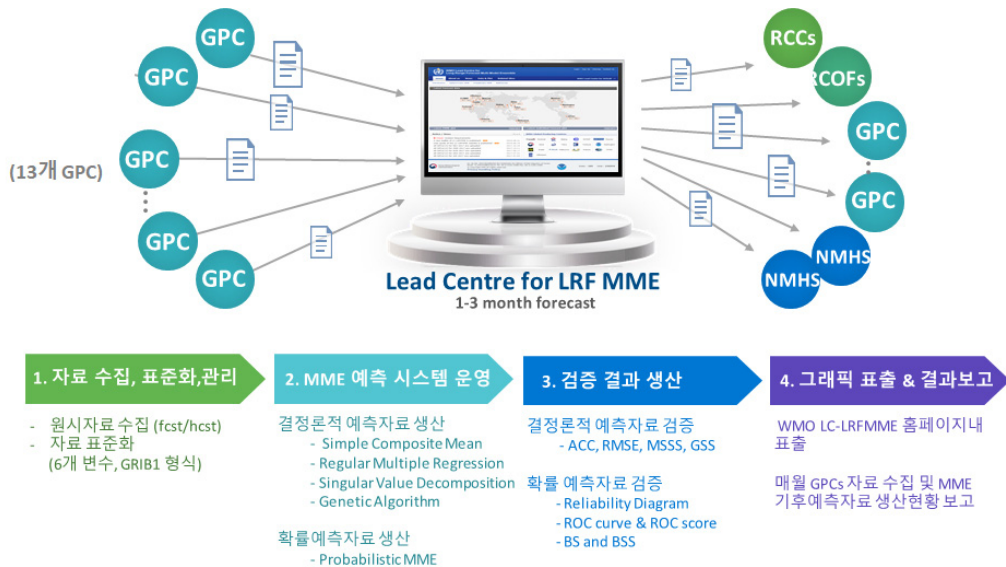 GPC
GPC
(13개 GPC)
GPC
GPC
GPC
RCCs
RCOFs
GPC
GPC
NMHS
NMHS
Lead Centre for LRF MME
1-3 month forecast
1. 자료 수집, 표준화,관리
- 원시자료 수집 (fcst/hcst)
- 자료 표준화
(6개 변수, GRIB1 형식)
2. MME 예측 시스템 운영
결정론적 예측자료 생산
- Simple Composite Mean
- Regular Multiple Regression
- Singular Value Decomposition
- Genetic Algorithm
확률예측자료 생산
- Probabilistic MME
3. 검증 결과 생산
결정론적 예측자료 검증
- ACC, RMSE, MSSS, GSS
확률 예측자료 검증
- Reliability Diagram
- ROC curve & ROC score
- BS and BSS
4. 그래픽 표출 & 결과보고
WMO LC-LRFMME 홈페이지내
표출
매월 GPCs 자료 수집 및 MME
기후예측자료 생산현황 보고